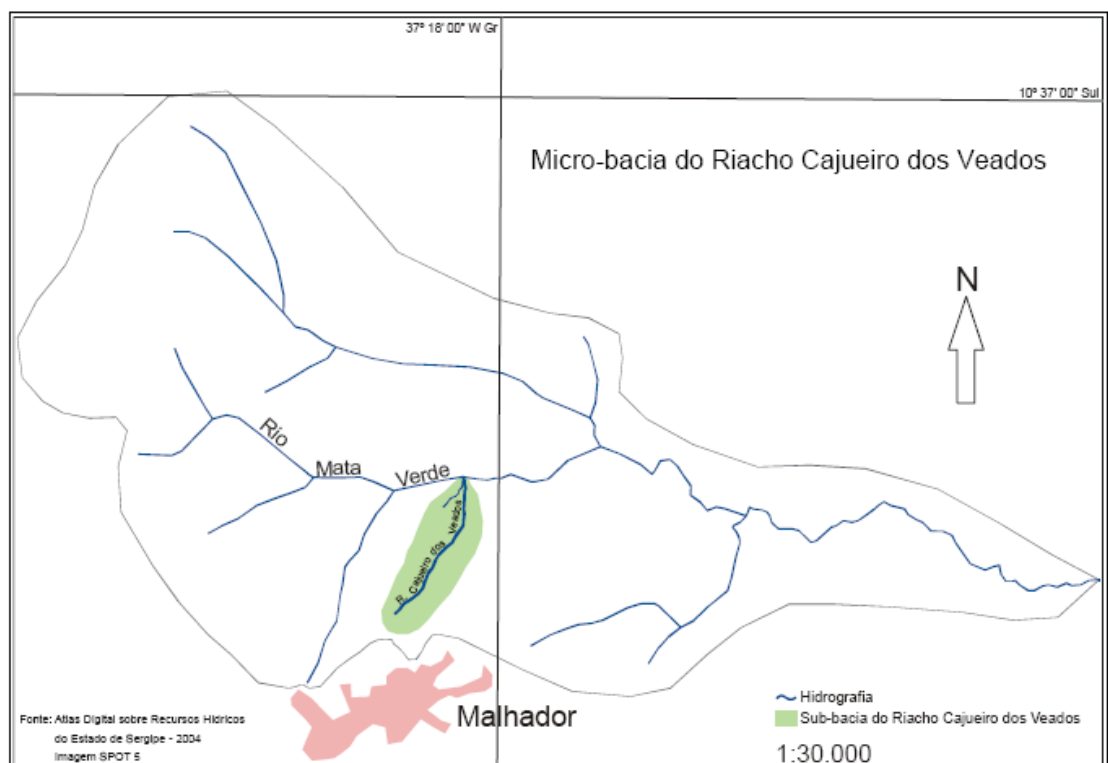 37º 18' 00" W Gr
10º 37' 00" Sul
Micro-bacia do Riacho Cajueiro dos Veados
N
Rio
Mata
Verde
R. Cajueiro dos Veados
Malhador
Hidrografia
Sub-bacia do Riacho Cajueiro dos Veados
1:30.000
Fonte: Atlas Digital sobre Recursos Hídricos
do Estado de Sergipe - 2004
Imagem SPOT 5